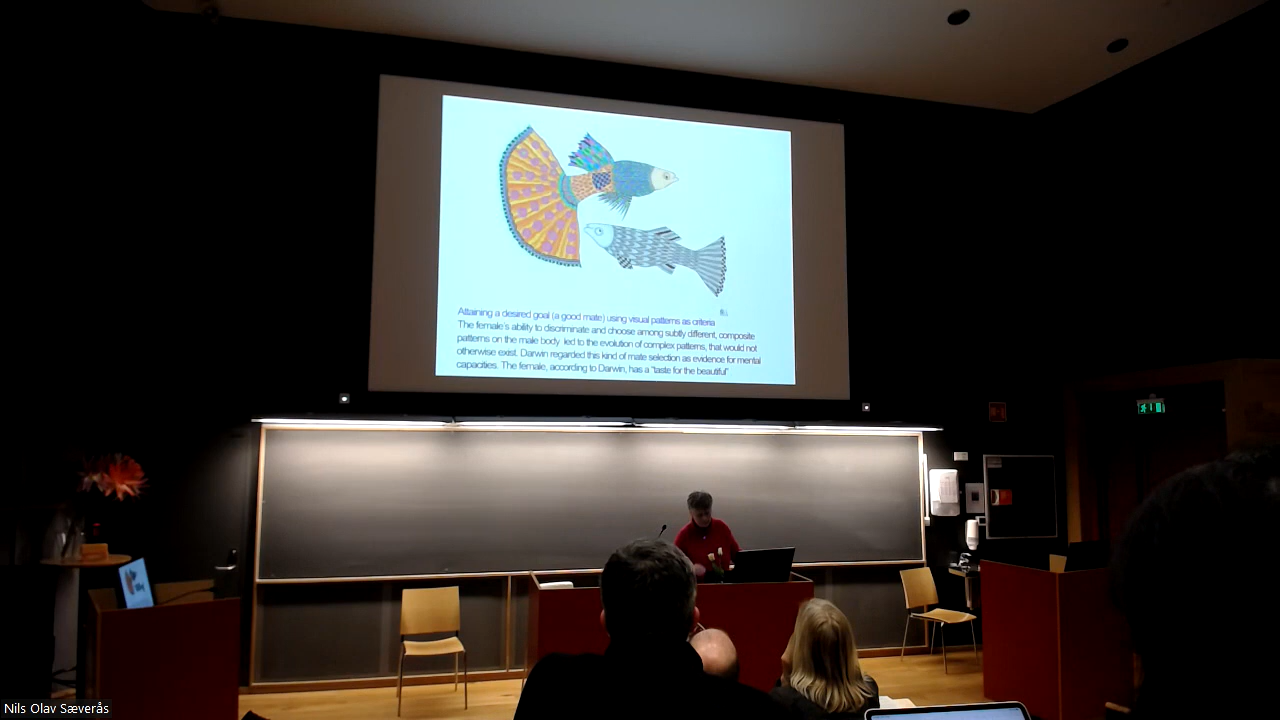 Attaining a desired goal (a good mate) using visual patterns as criteria
The female's ability to discriminate and choose among subtly different, composite
patterns on the male body led to the evolution of complex patterns, that would not
otherwise exist. Darwin regarded this kind of mate selection as evidence for mental
capacities. The female, according to Darwin, has a "taste for the beautiful"
Nils Olav Sæverås